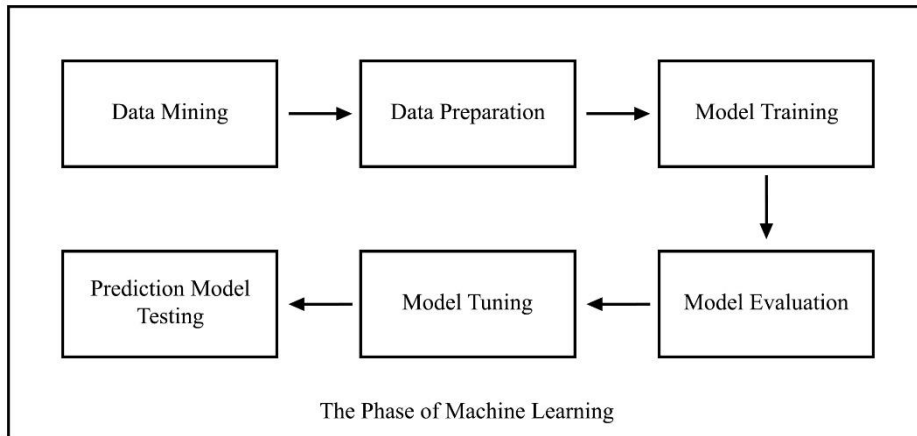 Data Mining
Data Preparation
Model Training
Model Evaluation
Model Tuning
Prediction Model
Testing
The Phase of Machine Learning